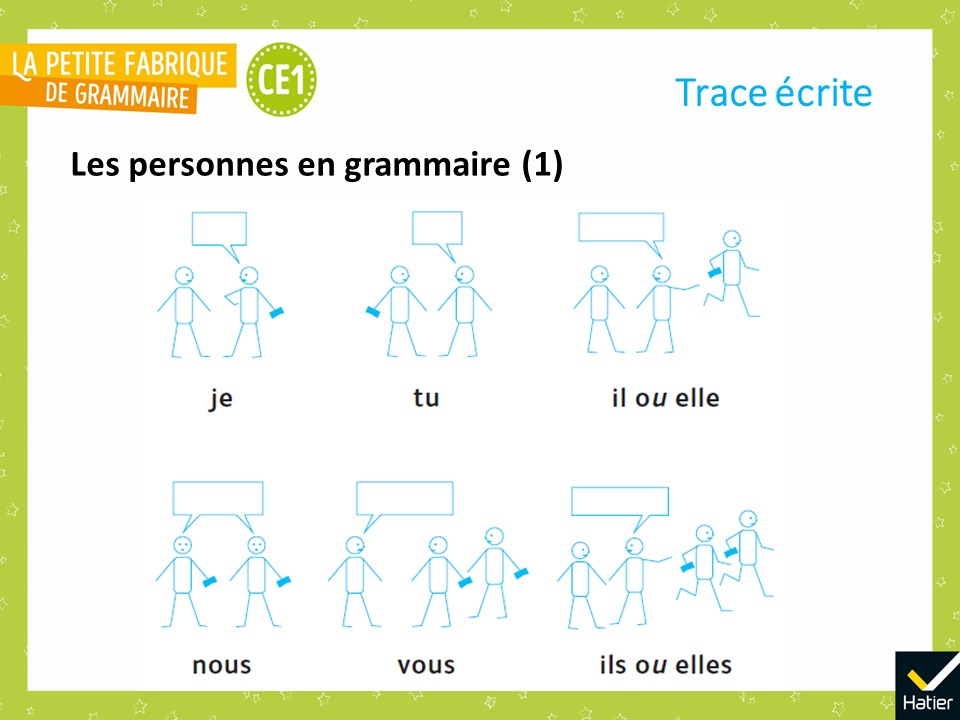 LA PETITE FABRIQUE
DE GRAMMAIRE
CE1
Trace écrite
Les personnes en grammaire (1)
je tu il ou elle
nous vous ils ou elles
Hatier